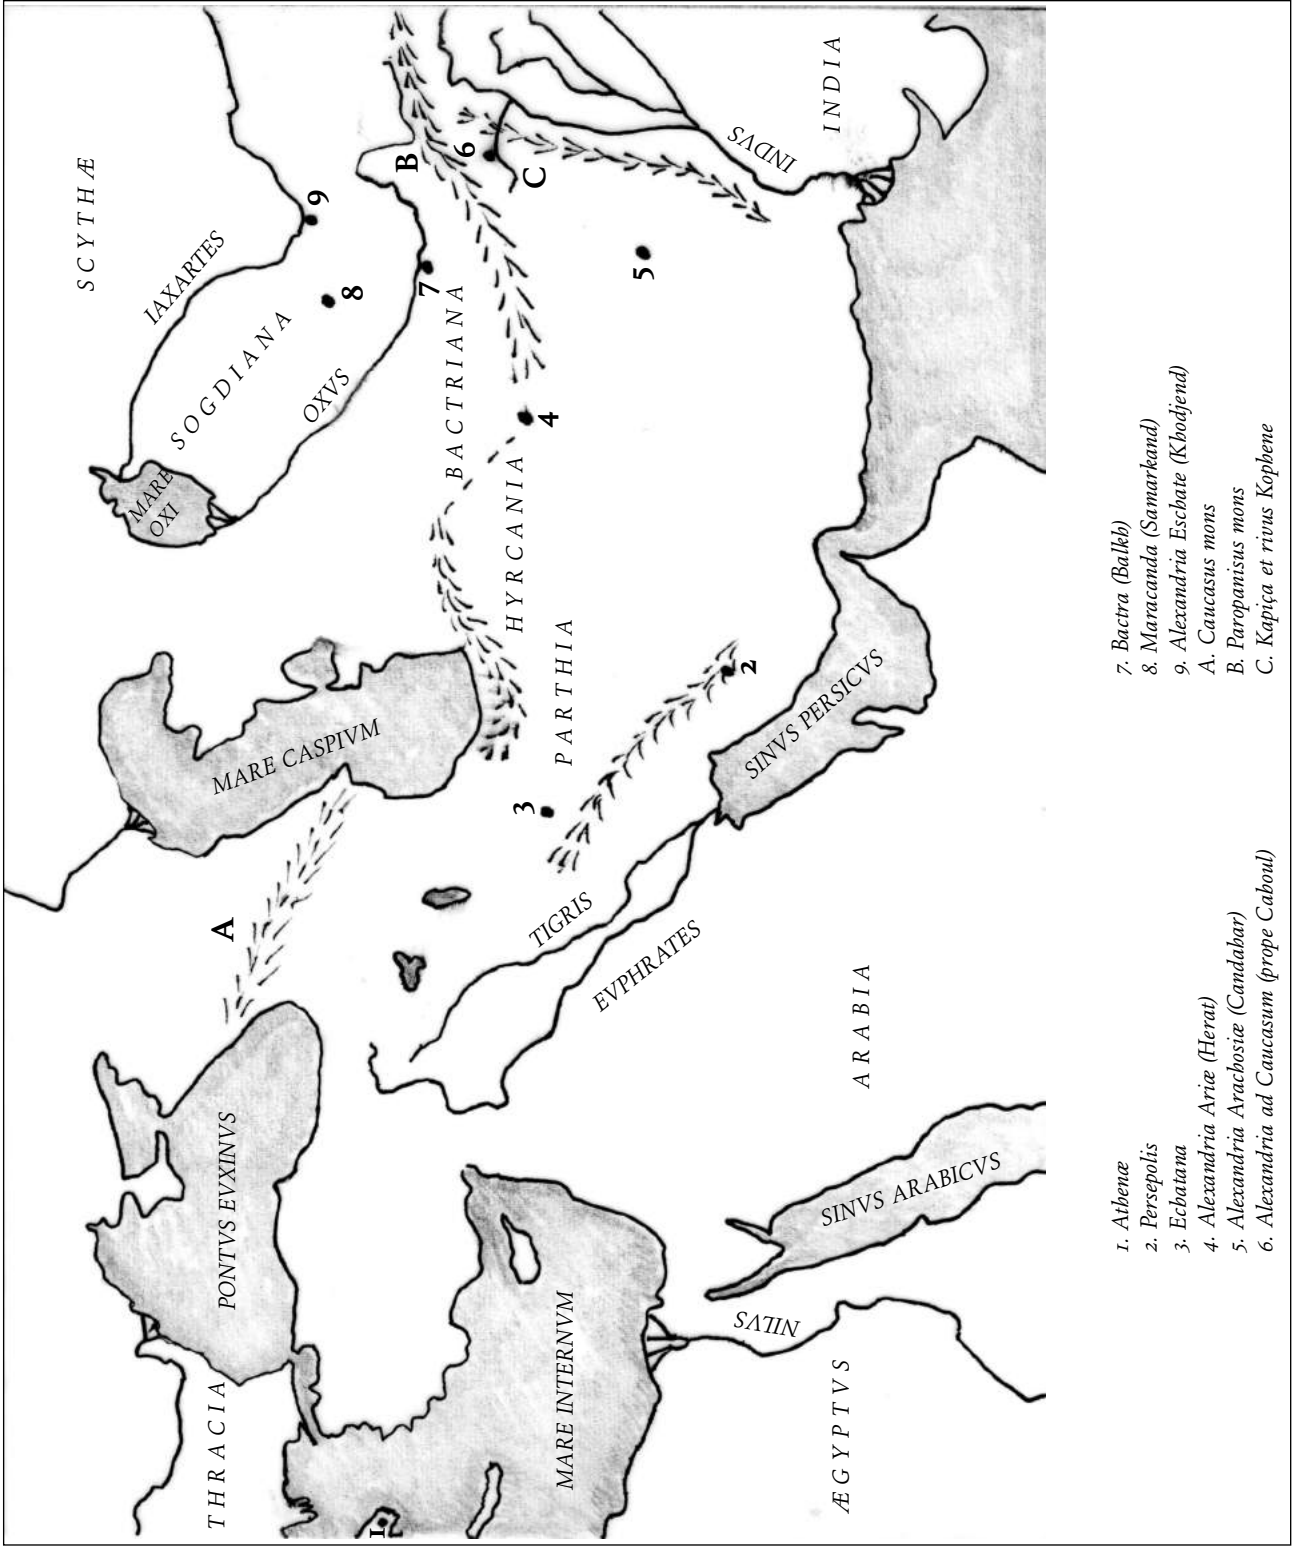 SCYTHÆ
IAXARTES
9
8
SOGDIANA
OXVS
MARE
OXI
B
6
C
7
BACTRIANA
INDVS
INDIA
5
4
HYRCANIA
PARTHIA
MARE CASPIVM
A
3
2
SINVS PERSICVS
TIGRIS
EVPHRATES
ARABIA
PONTVS EVXINVS
THRACIA
1
MARE INTERNVM
SINVS ARABICVS
NILVS
ÆGYPTVS
1. Athenæ
2. Persepolis
3. Ecbatana
4. Alexandria Ariæ (Herat)
5. Alexandria Arachosiæ (Candahar)
6. Alexandria ad Caucasum (prope Caboul)
7. Bactra (Balkh)
8. Maracanda (Samarkand)
9. Alexandria Eschate (Khodjend)
A. Caucasus mons
B. Paropanisus mons
C. Kapiça et rivus Kophene